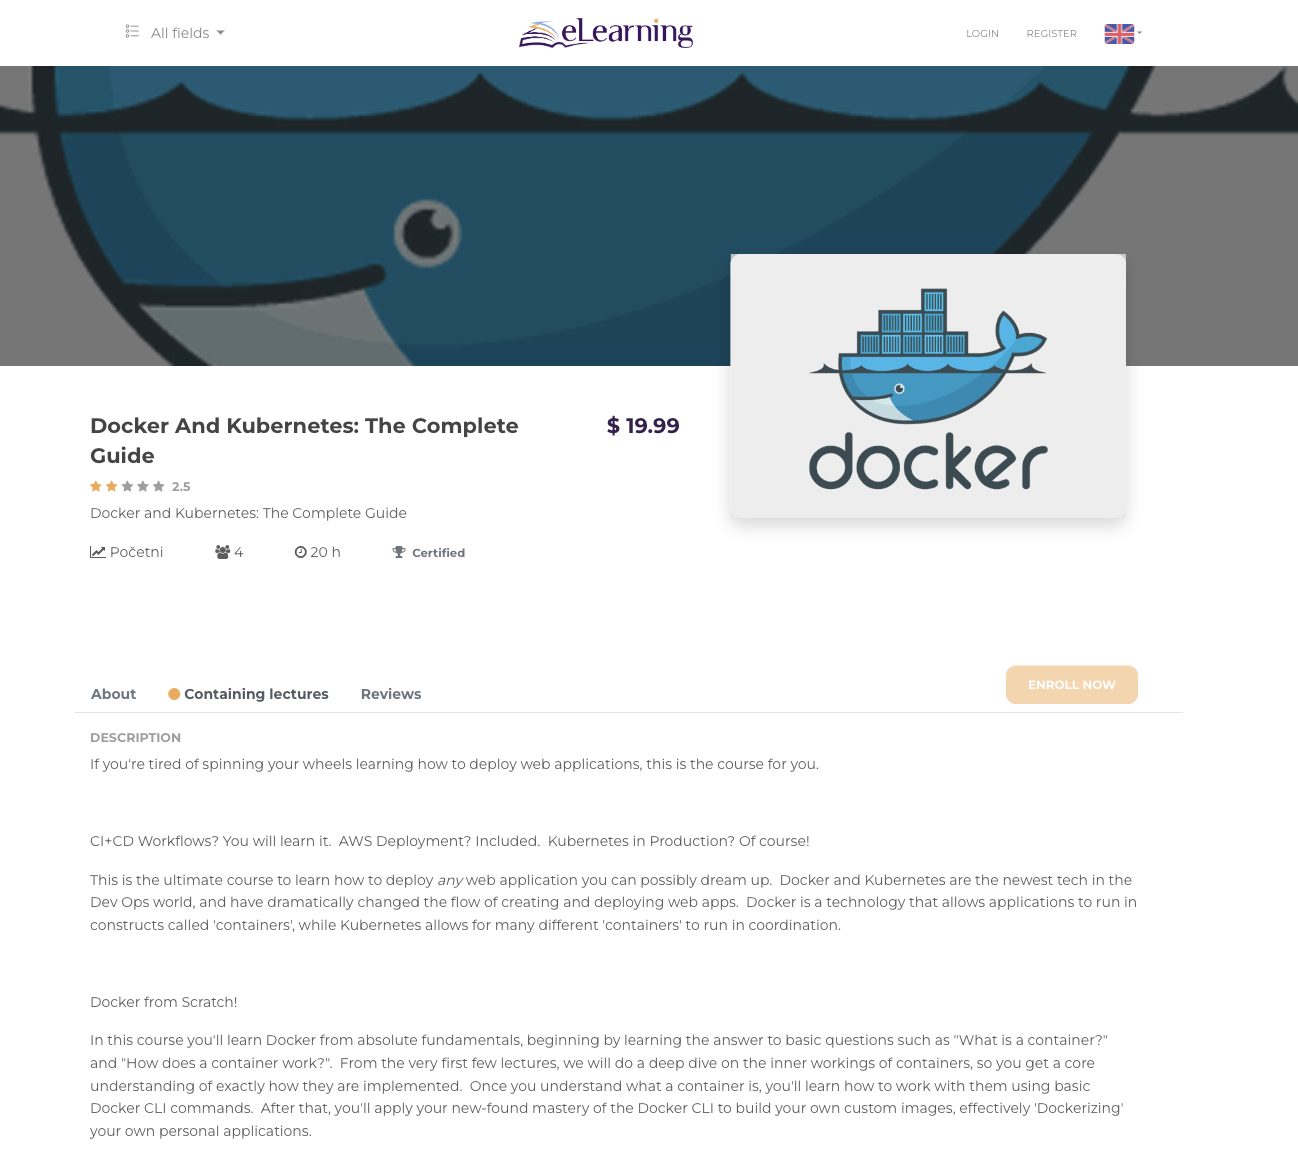 All fields
eLearning
LOGIN
REGISTER
docker
Docker And Kubernetes: The Complete
Guide
$ 19.99
2.5
Docker and Kubernetes: The Complete Guide
Početni
4
20 h
Certified
About
Containing lectures
Reviews
ENROLL NOW
DESCRIPTION
If you're tired of spinning your wheels learning how to deploy web applications, this is the course for you.
CI+CD Workflows? You will learn it.  AWS Deployment? Included.  Kubernetes in Production? Of course!
This is the ultimate course to learn how to deploy any web application you can possibly dream up.  Docker and Kubernetes are the newest tech in the
Dev Ops world, and have dramatically changed the flow of creating and deploying web apps.  Docker is a technology that allows applications to run in
constructs called 'containers', while Kubernetes allows for many different 'containers' to run in coordination.
Docker from Scratch!
In this course you'll learn Docker from absolute fundamentals, beginning by learning the answer to basic questions such as "What is a container?"
and "How does a container work?".  From the very first few lectures, we will do a deep dive on the inner workings of containers, so you get a core
understanding of exactly how they are implemented.  Once you understand what a container is, you'll learn how to work with them using basic
Docker CLI commands.  After that, you'll apply your new-found mastery of the Docker CLI to build your own custom images, effectively 'Dockerizing'
your own personal applications.